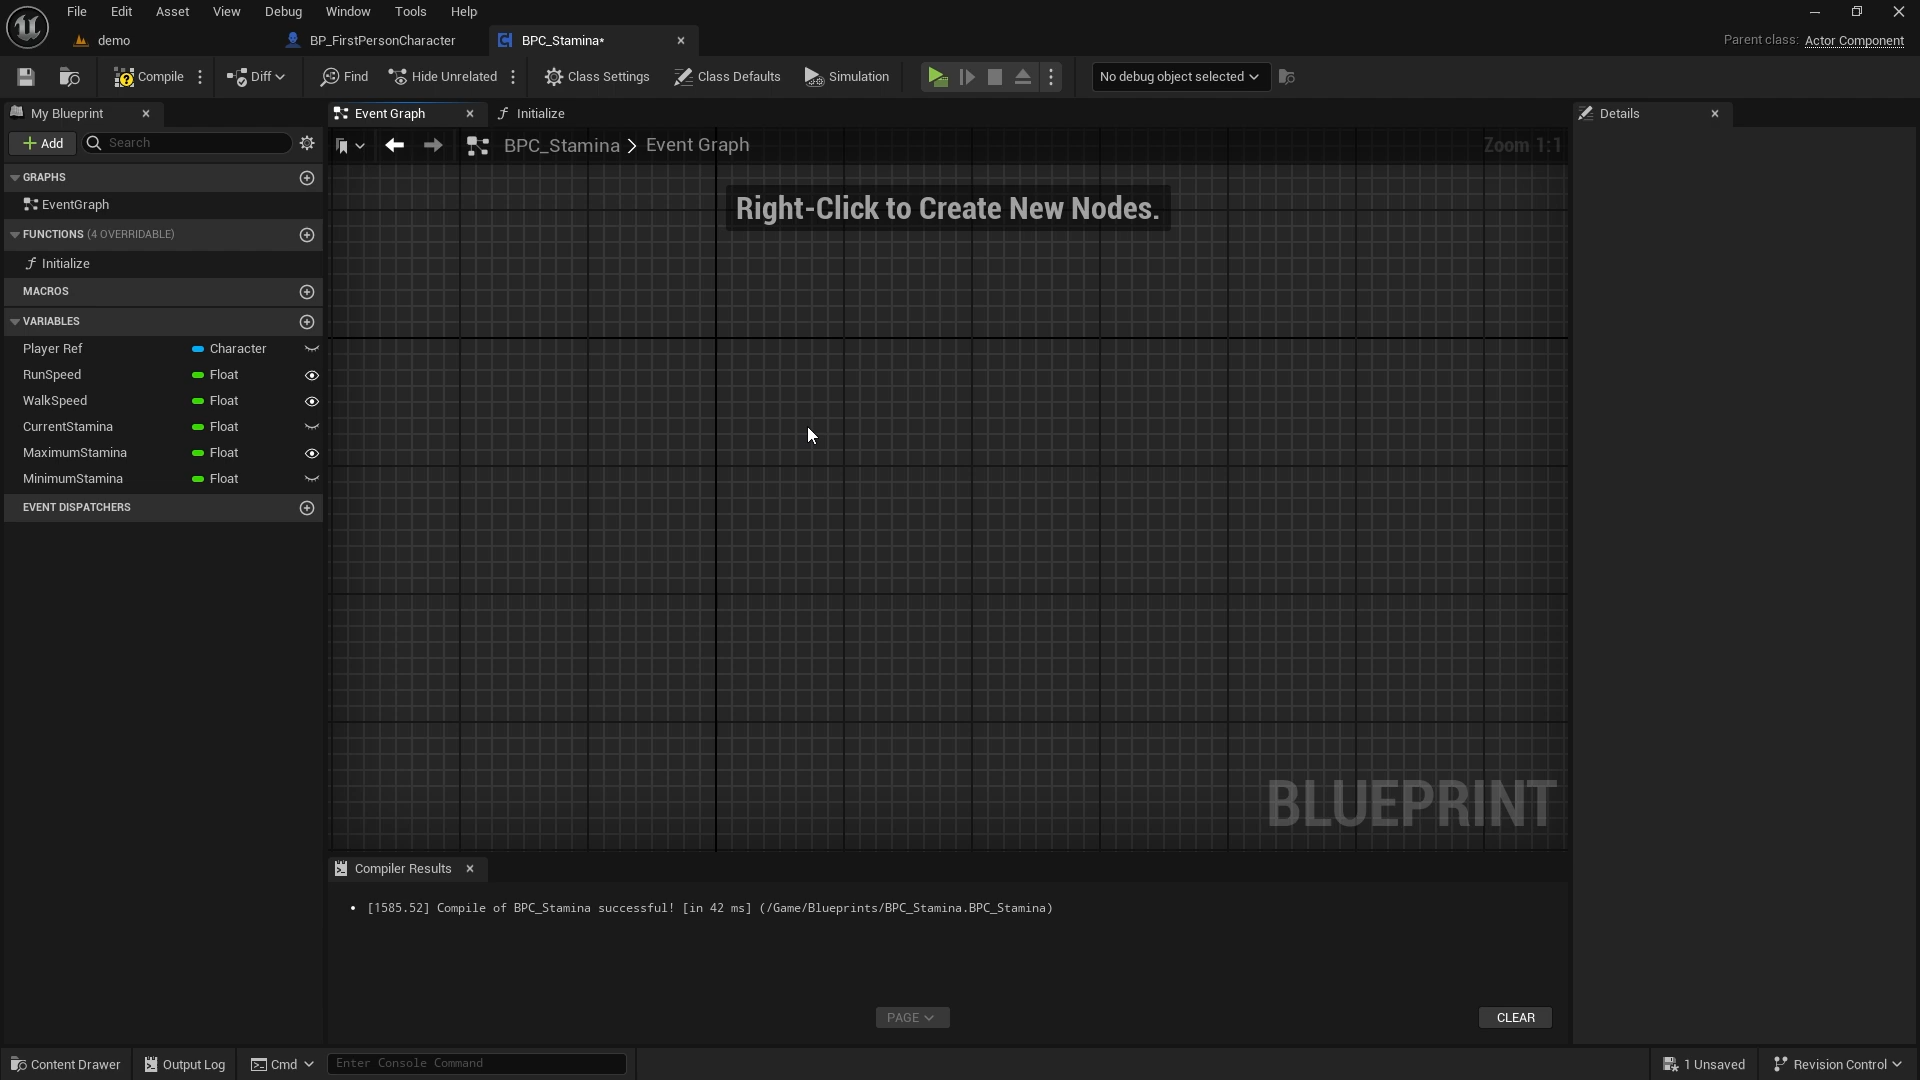 File Edit Asset View Debug Window Tools Help
demo BP_FirstPersonCharacter BPC_Stamina* Parent class: Actor Component
Compile Diff Find Hide Unrelated Class Settings Class Defaults Simulation No debug object selected
My Blueprint Event Graph Initialize Details
Add Search BPC_Stamina > Event Graph Zoom 1:1
GRAPHS
EventGraph
Right-Click to Create New Nodes.
FUNCTIONS (4 OVERRIDABLE)
Initialize
MACROS
VARIABLES
Player Ref Character
RunSpeed Float
WalkSpeed Float
CurrentStamina Float
MaximumStamina Float
MinimumStamina Float
EVENT DISPATCHERS
BLUEPRINT
Compiler Results
• [1585.52] Compile of BPC_Stamina successful! [in 42 ms] (/Game/Blueprints/BPC_Stamina.BPC_Stamina)
PAGE CLEAR
Content Drawer Output Log Cmd Enter Console Command 1 Unsaved Revision Control